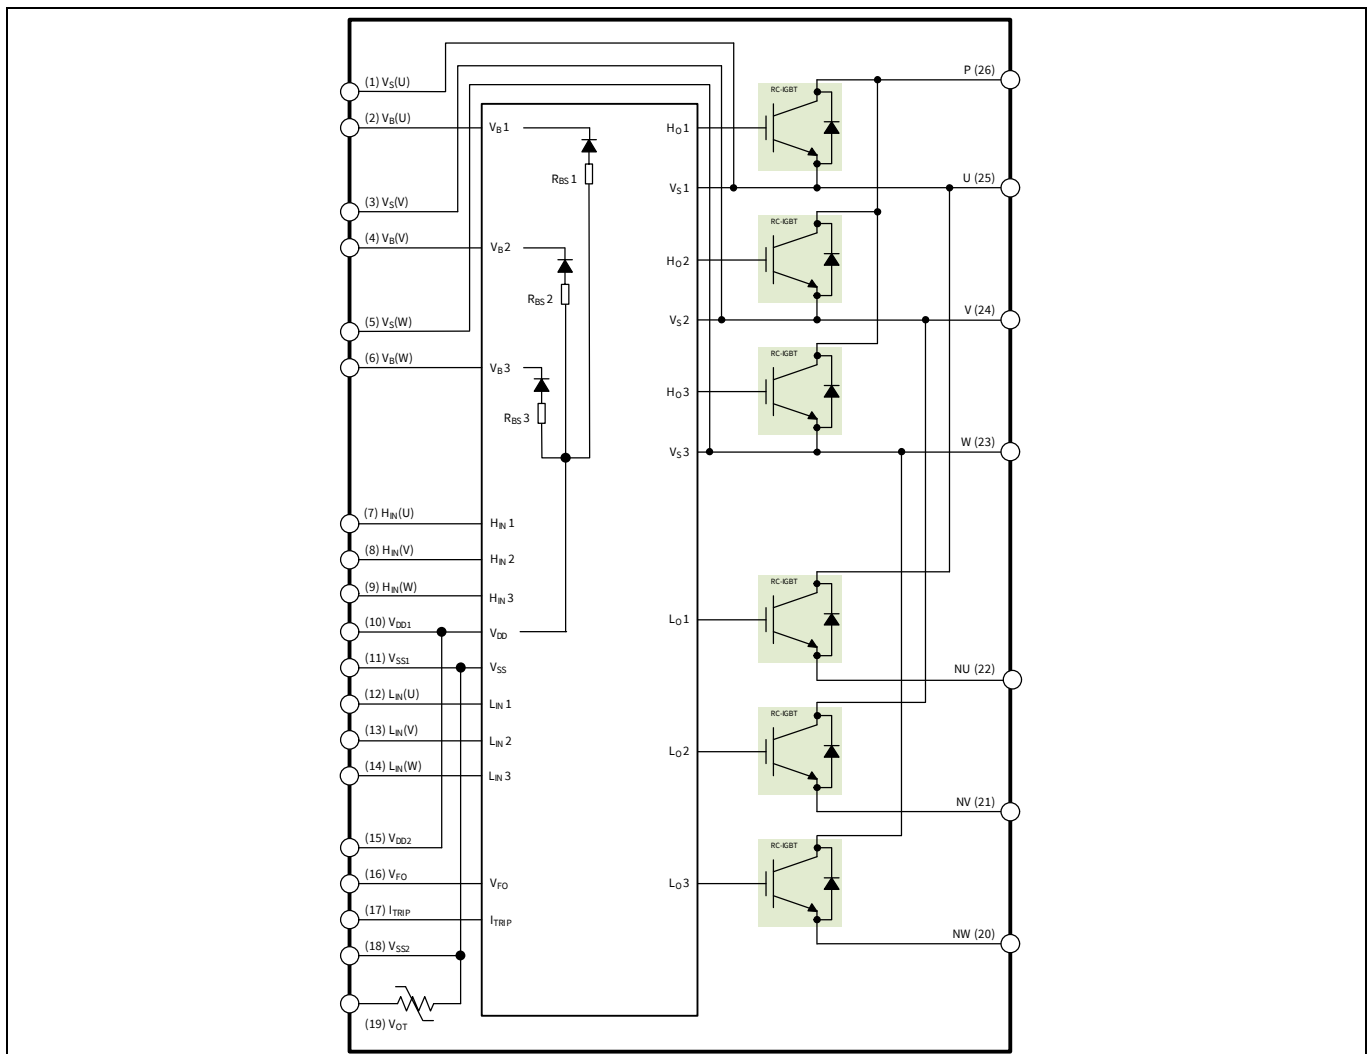 (1) VS(U)
(2) VB(U)
(3) VS(V)
(4) VB(V)
(5) VS(W)
(6) VB(W)
(7) HIN(U)
(8) HIN(V)
(9) HIN(W)
(10) VDD1
(11) VSS1
(12) LIN(U)
(13) LIN(V)
(14) LIN(W)
(15) VDD2
(16) VFO
(17) ITRIP
(18) VSS2
(19) VOT
VB1
RBS1
VB2
RBS2
VB3
RBS3
HIN1
HIN2
HIN3
VDD
VSS
LIN1
LIN2
LIN3
VFO
ITRIP
HO1
VS1
HO2
VS2
HO3
VS3
LO1
LO2
LO3
RC-IGBT
RC-IGBT
RC-IGBT
RC-IGBT
RC-IGBT
RC-IGBT
P (26)
U (25)
V (24)
W (23)
NU (22)
NV (21)
NW (20)